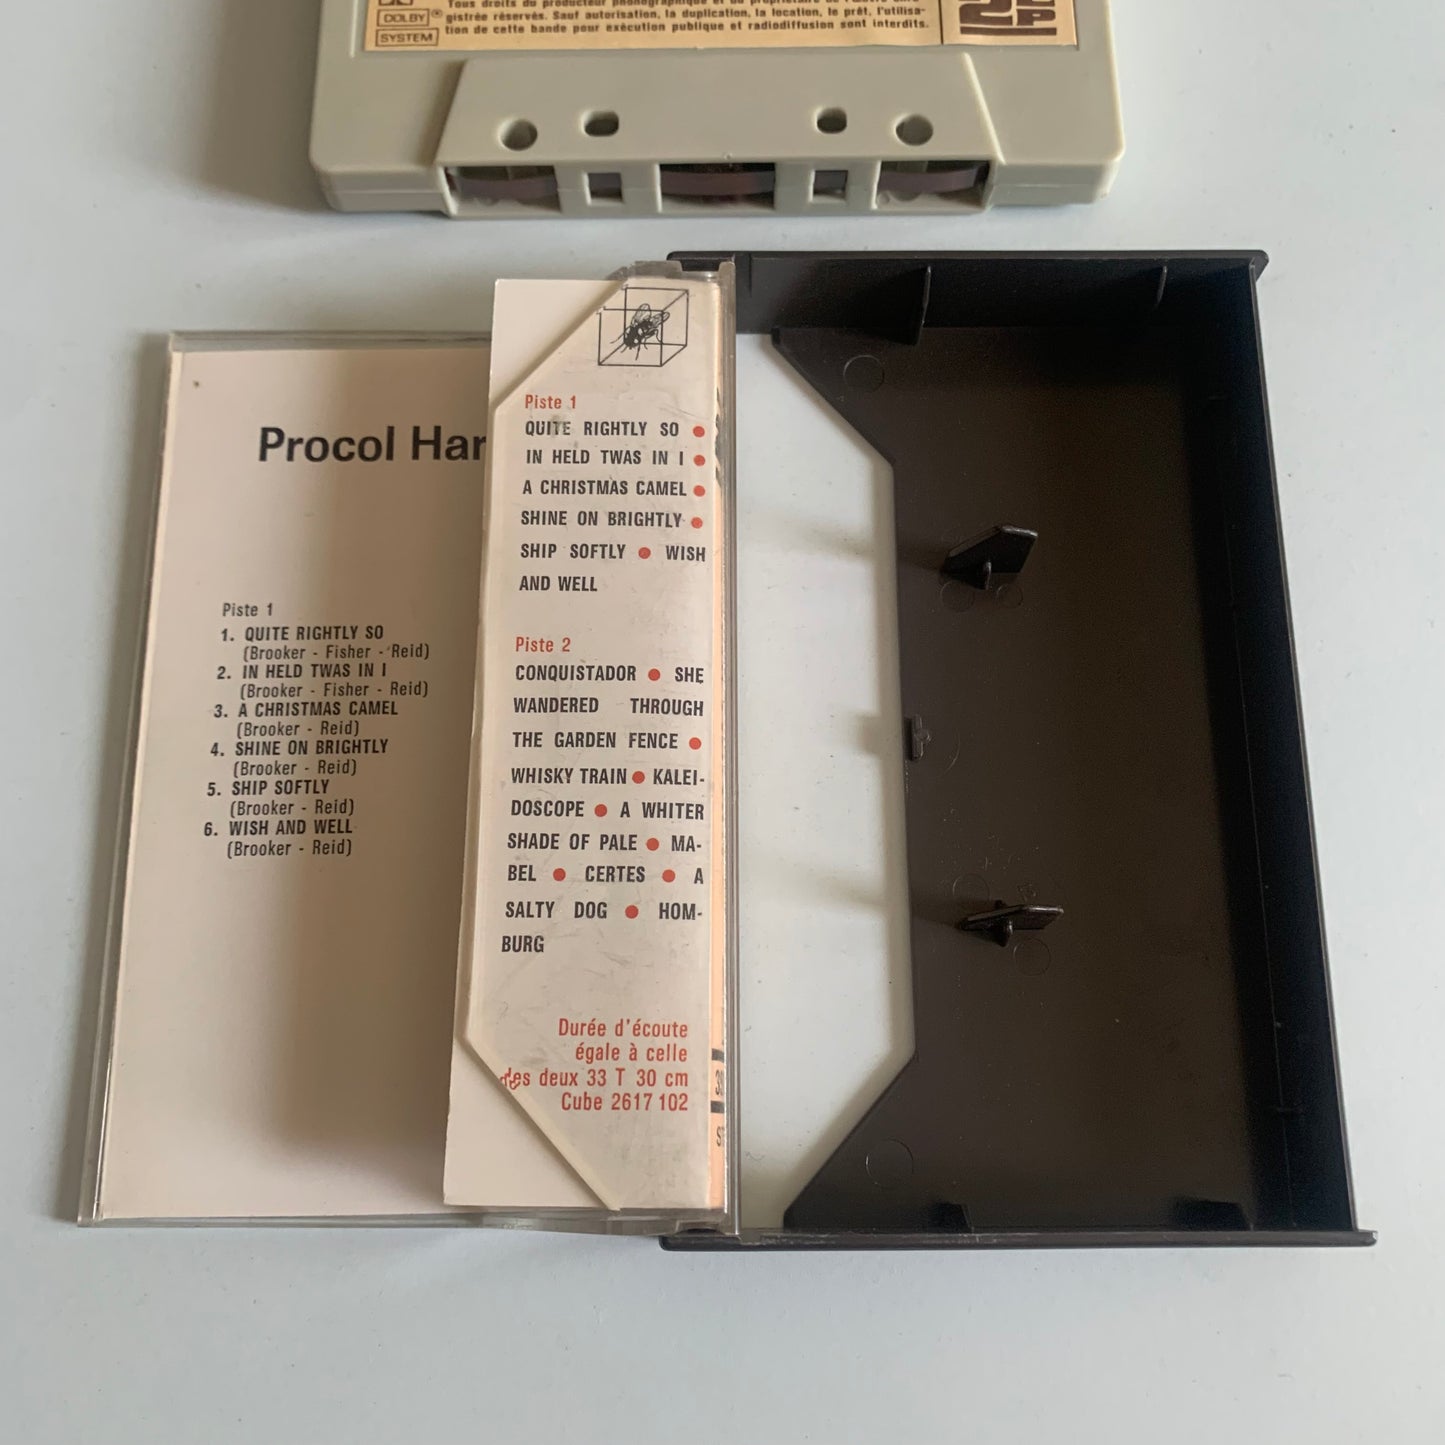 Tous droits du producteur phonographique et du propriétaire de l'œuvre enre-
DOLBY ® gistrée réservés. Sauf autorisation, la duplication, la location, le prêt, l'utilisa-
SYSTEM tion de cette bande pour exécution publique et radiodiffusion sont interdits.
Procol Har
Piste 1
1. QUITE RIGHTLY SO
(Brooker - Fisher - Reid)
2. IN HELD TWAS IN I
(Brooker - Fisher - Reid)
3. A CHRISTMAS CAMEL
(Brooker - Reid)
4. SHINE ON BRIGHTLY
(Brooker - Reid)
5. SHIP SOFTLY
(Brooker - Reid)
6. WISH AND WELL
(Brooker - Reid)
Piste 1
QUITE RIGHTLY SO ●
IN HELD TWAS IN I ●
A CHRISTMAS CAMEL ●
SHINE ON BRIGHTLY ●
SHIP SOFTLY ● WISH
AND WELL
Piste 2
CONQUISTADOR ● SHE
WANDERED THROUGH
THE GARDEN FENCE ●
WHISKY TRAIN ● KALEI-
DOSCOPE ● A WHITER
SHADE OF PALE ● MA-
BEL ● CERTES ● A
SALTY DOG ● HOM-
BURG
Durée d'écoute
égale à celle
des deux 33 T 30 cm
Cube 2617 102